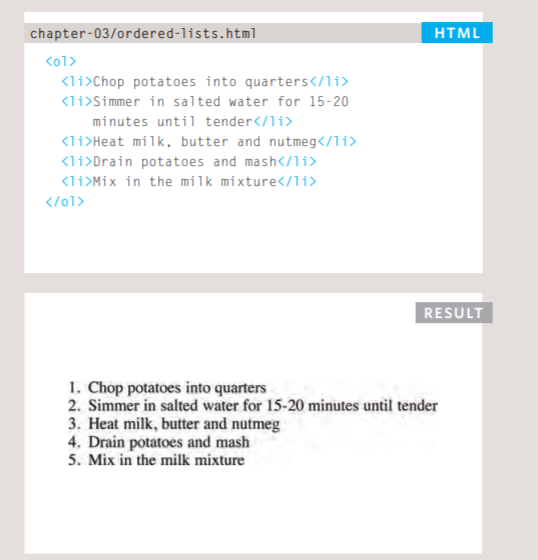 chapter-03/ordered-lists.html HTML
<ol>
<li>Chop potatoes into quarters</li>
<li>Simmer in salted water for 15-20
minutes until tender</li>
<li>Heat milk, butter and nutmeg</li>
<li>Drain potatoes and mash</li>
<li>Mix in the milk mixture</li>
</ol>
RESULT
1. Chop potatoes into quarters
2. Simmer in salted water for 15-20 minutes until tender
3. Heat milk, butter and nutmeg
4. Drain potatoes and mash
5. Mix in the milk mixture